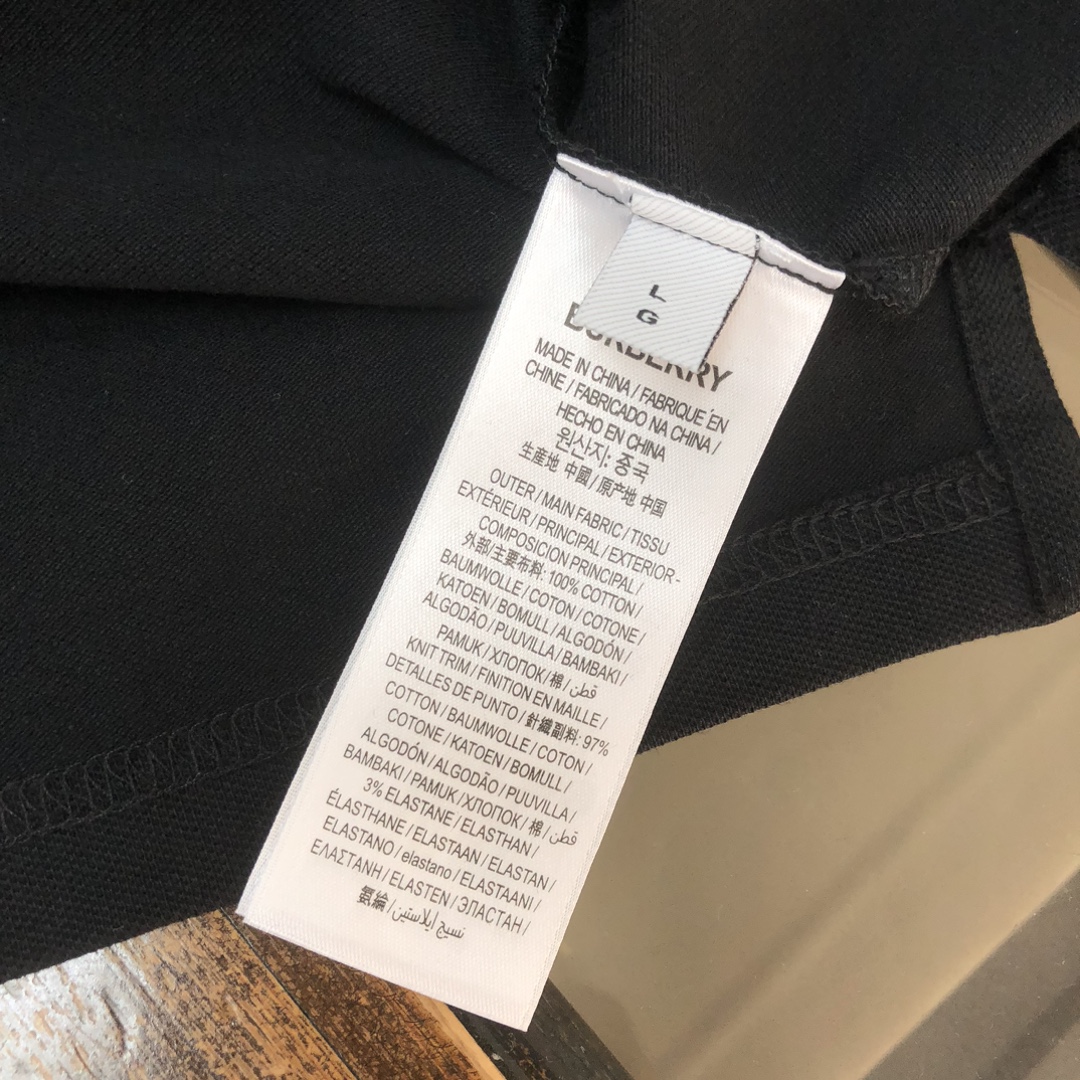 L
G
BURBERRY
MADE IN CHINA / FABRIQUE EN
CHINE / FABRICADO NA CHINA /
HECHO EN CHINA
원산지: 중국
生産地 中國 / 原产地 中国
OUTER / MAIN FABRIC / TISSU
EXTÉRIEUR / PRINCIPAL / EXTERIOR -
COMPOSICION PRINCIPAL /
外部/主要布料: 100% COTTON /
BAUMWOLLE / COTON / COTONE /
KATOEN / BOMULL / ALGODÓN /
ALGODÃO / PUUVILLA / BAMBAKI /
PAMUK / ХЛОПОК / 棉 / قطن
KNIT TRIM / FINITION EN MAILLE /
DETALLES DE PUNTO / 針織副料: 97%
COTTON / BAUMWOLLE / COTON /
COTONE / KATOEN / BOMULL /
ALGODÓN / ALGODÃO / PUUVILLA /
BAMBAKI / PAMUK / ХЛОПОК / 棉 / قطن
3% ELASTANE / ELASTHAN /
ÉLASTHANE / ELASTAAN / ELASTAN /
ELASTANO / elastano / ELASTAANI /
ΕΛΑΣΤΑΝΗ / ELASTEN / ЭЛАСТАН /
氨綸 / نسيج إيلاستين